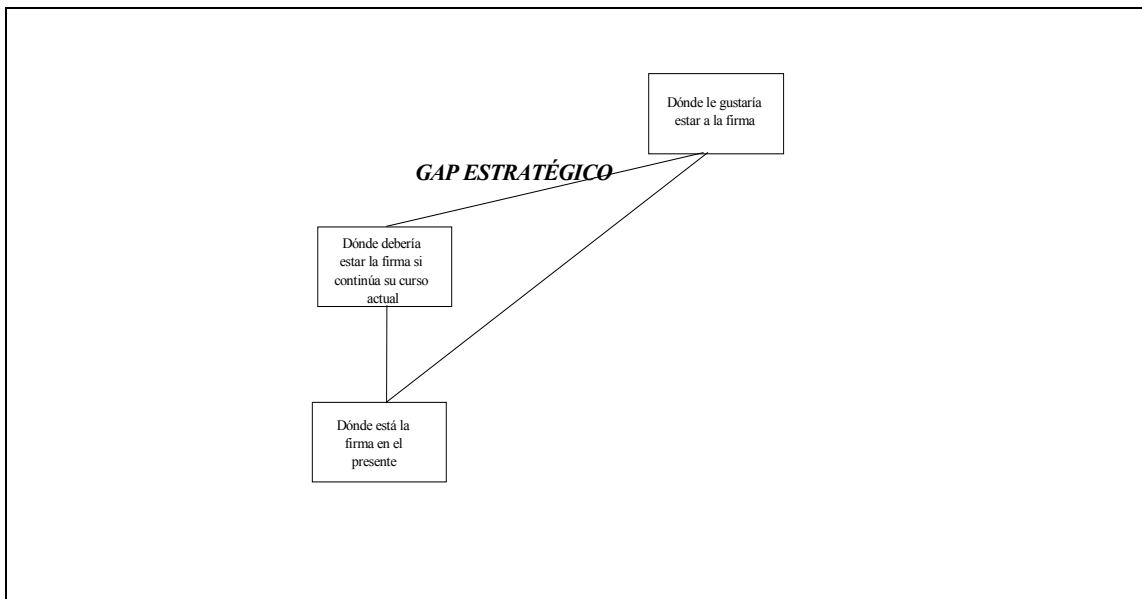 Dónde le gustaría
estar a la firma
GAP ESTRATÉGICO
Dónde debería
estar la firma si
continúa su curso
actual
Dónde está la
firma en el
presente